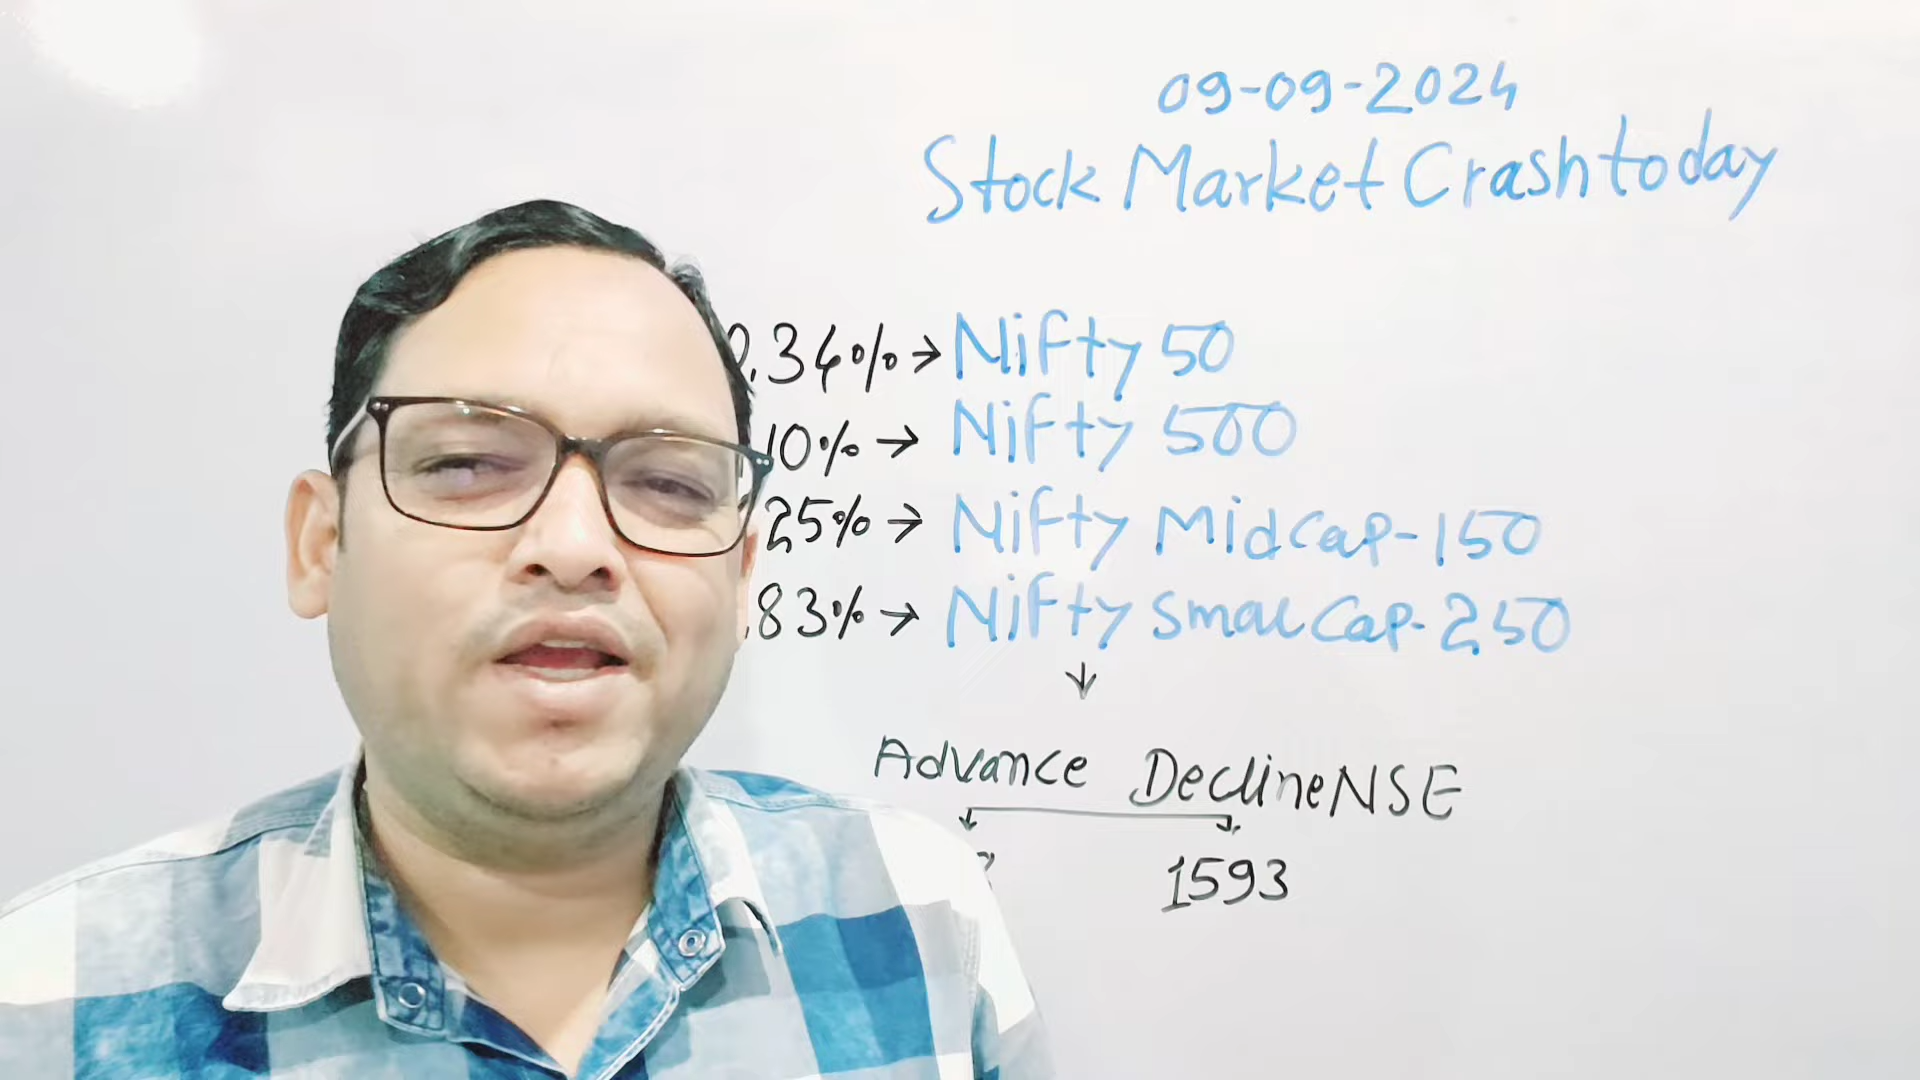 09-09-2024
Stock Market Crash today
.34% → Nifty 50
10% → Nifty 500
25% → Nifty Midcap-150
.83% → Nifty Smallcap-250
↓
Advance Decline NSE
1593